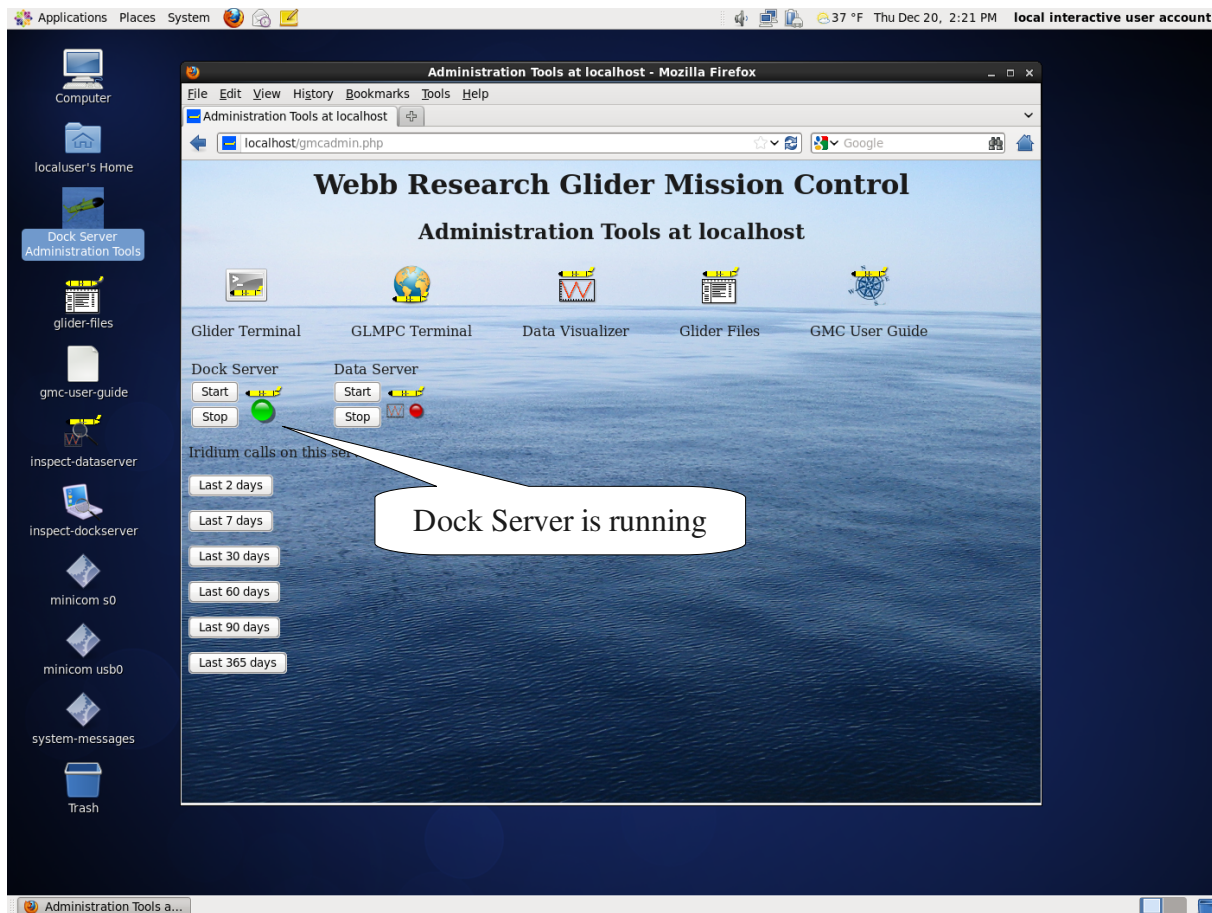 Applications Places System 37 °F Thu Dec 20, 2:21 PM local interactive user account
Computer
localuser's Home
Dock Server
Administration Tools
glider-files
gmc-user-guide
inspect-dataserver
inspect-dockserver
minicom s0
minicom usb0
system-messages
Trash
Administration Tools at localhost - Mozilla Firefox
File Edit View History Bookmarks Tools Help
Administration Tools at localhost
localhost/gmcadmin.php Google
Webb Research Glider Mission Control
Administration Tools at localhost
Glider Terminal GLMPC Terminal Data Visualizer Glider Files GMC User Guide
Dock Server Data Server
Start Start
Stop Stop
Iridium calls on this
Last 2 days
Last 7 days
Last 30 days
Last 60 days
Last 90 days
Last 365 days
Dock Server is running
Administration Tools a...